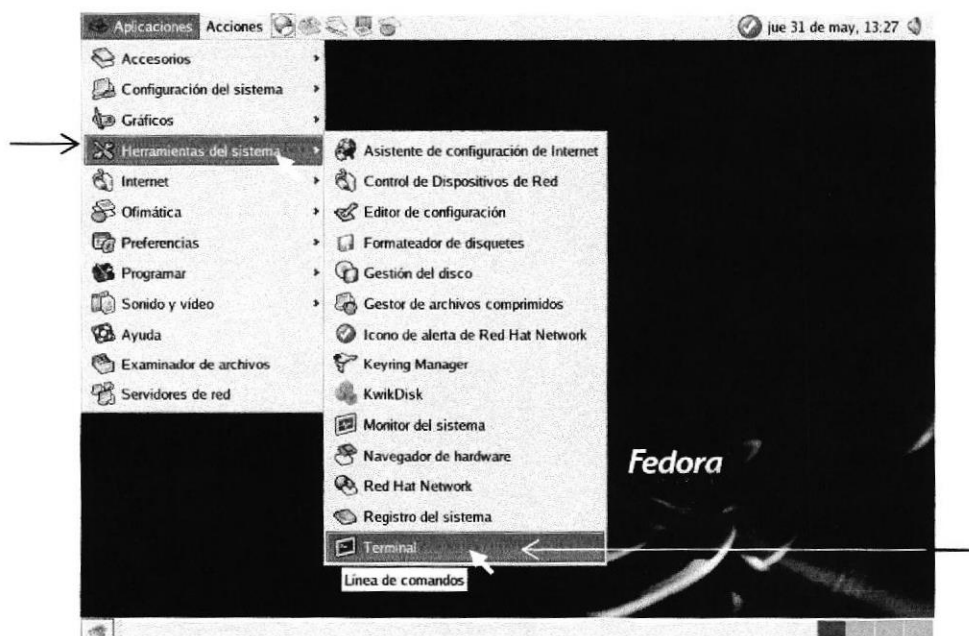 Aplicaciones Acciones jue 31 de may, 13:27
Accesorios
Configuración del sistema
Gráficos
Herramientas del sistema
Internet
Ofimática
Preferencias
Programar
Sonido y vídeo
Ayuda
Examinador de archivos
Servidores de red
Asistente de configuración de Internet
Control de Dispositivos de Red
Editor de configuración
Formateador de disquetes
Gestión del disco
Gestor de archivos comprimidos
Icono de alerta de Red Hat Network
Keyring Manager
KwikDisk
Monitor del sistema
Navegador de hardware
Red Hat Network
Registro del sistema
Terminal
Línea de comandos
Fedora